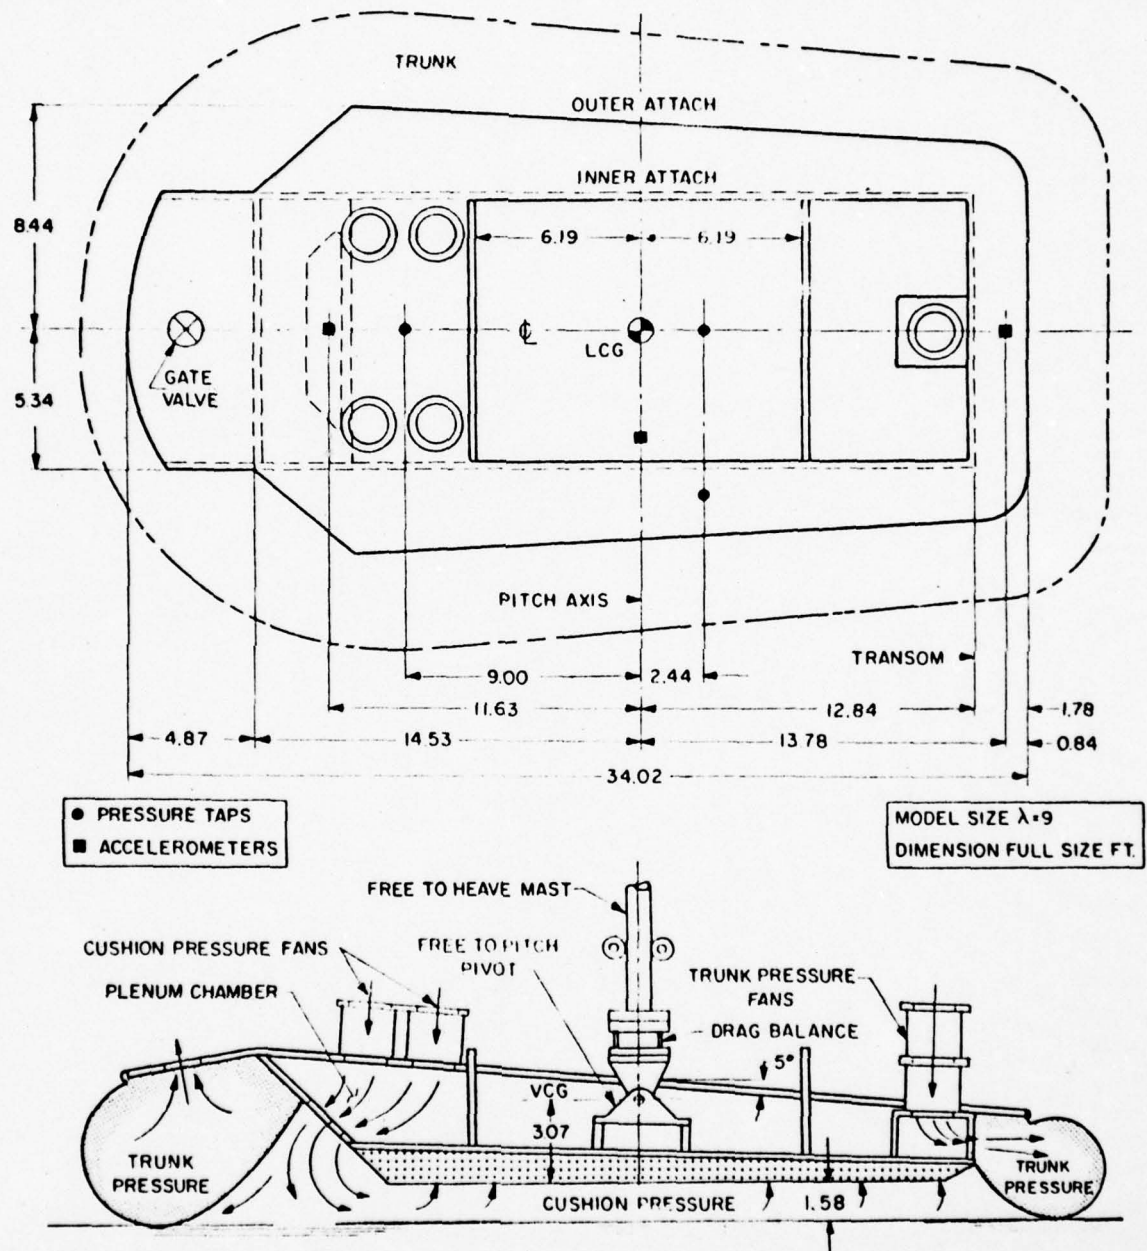 TRUNK
OUTER ATTACH
INNER ATTACH
8.44
6.19
6.19
℄
LCG
GATE
VALVE
5.34
PITCH AXIS
TRANSOM
9.00
2.44
11.63
12.84
1.78
4.87
14.53
13.78
0.84
34.02
● PRESSURE TAPS
■ ACCELEROMETERS
MODEL SIZE λ=9
DIMENSION FULL SIZE FT.
FREE TO HEAVE MAST
CUSHION PRESSURE FANS
FREE TO PITCH
PIVOT
PLENUM CHAMBER
TRUNK PRESSURE
FANS
DRAG BALANCE
5°
VCG
3.07
TRUNK
PRESSURE
TRUNK
PRESSURE
CUSHION PRESSURE
1.58